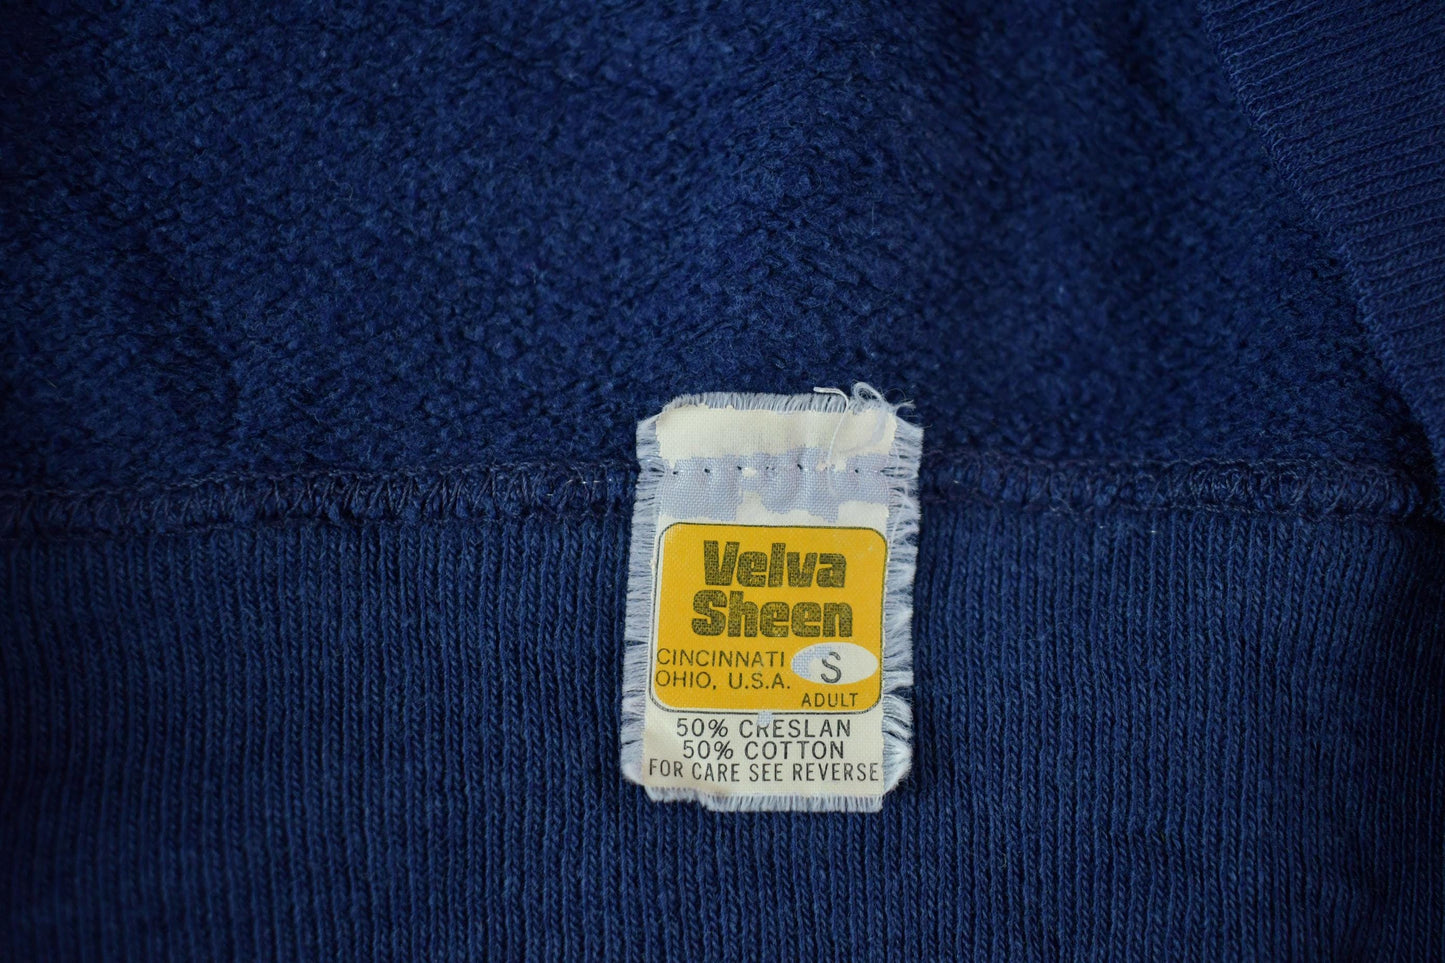 Velva
Sheen
CINCINNATI
OHIO, U.S.A.
S
ADULT
50% CRESLAN
50% COTTON
FOR CARE SEE REVERSE